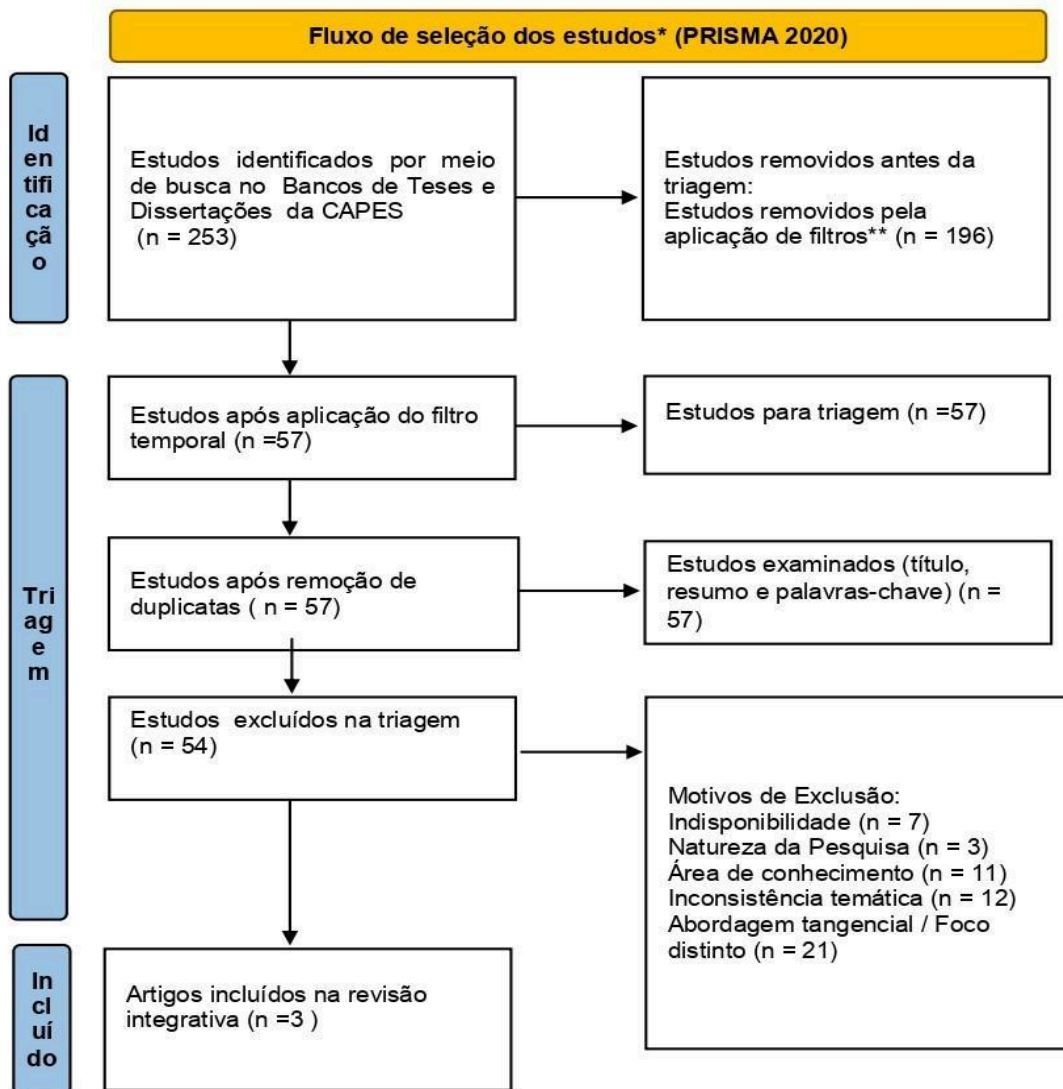 Fluxo de seleção dos estudos* (PRISMA 2020)
Id
en
tifi
ca
çã
o
Estudos identificados por meio
de busca no Bancos de Teses e
Dissertações da CAPES
(n = 253)
Estudos removidos antes da
triagem:
Estudos removidos pela
aplicação de filtros** (n = 196)
Tri
ag
e
m
Estudos após aplicação do filtro
temporal (n =57)
Estudos para triagem (n =57)
Estudos após remoção de
duplicatas ( n = 57)
Estudos examinados (título,
resumo e palavras-chave) (n =
57)
Estudos excluídos na triagem
(n = 54)
Motivos de Exclusão:
Indisponibilidade (n = 7)
Natureza da Pesquisa (n = 3)
Área de conhecimento (n = 11)
Inconsistência temática (n = 12)
Abordagem tangencial / Foco
distinto (n = 21)
In
cl
uí
do
Artigos incluídos na revisão
integrativa (n =3 )